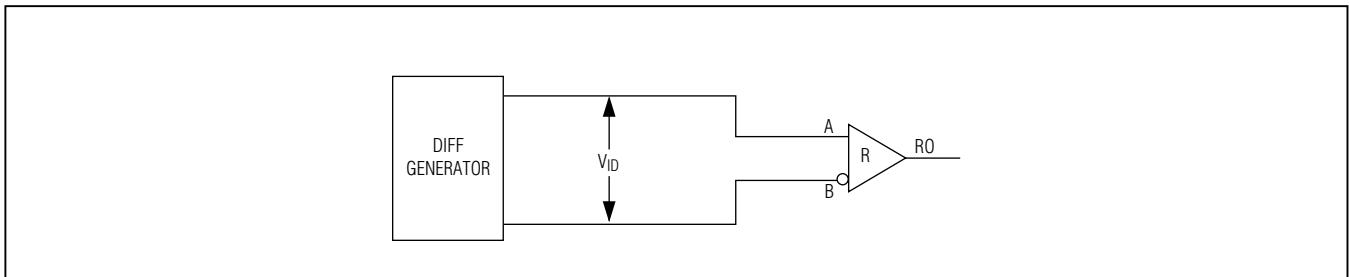 DIFF
GENERATOR
VID
A
R
RO
B